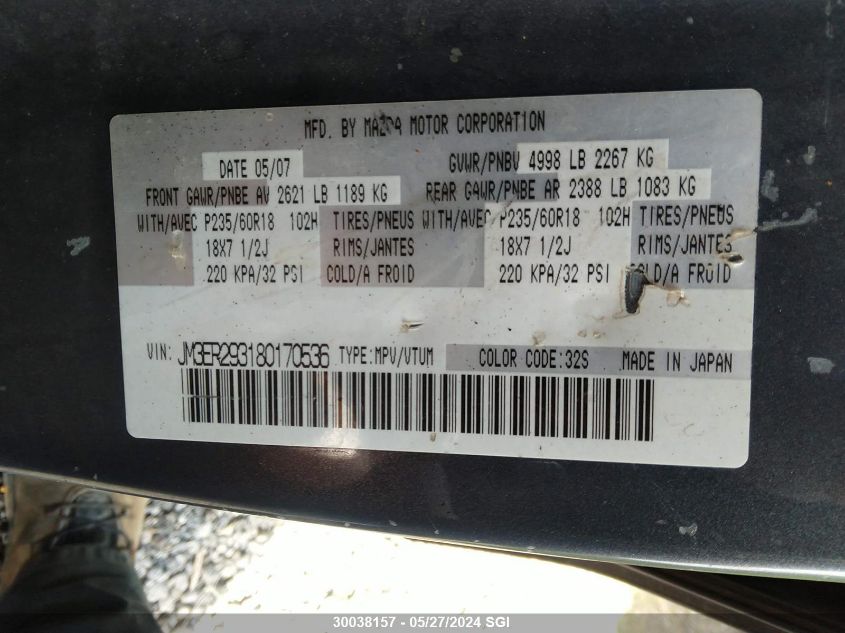 MFD. BY MAZDA MOTOR CORPORATION
DATE 05/07 GVWR/PNBV 4998 LB 2267 KG
FRONT GAWR/PNBE AV 2621 LB 1189 KG REAR GAWR/PNBE AR 2388 LB 1083 KG
WITH/AVEC P235/60R18 102H TIRES/PNEUS WITH/AVEC P235/60R18 102H TIRES/PNEUS
18X7 1/2J RIMS/JANTES 18X7 1/2J RIMS/JANTES
220 KPA/32 PSI COLD/A FROID 220 KPA/32 PSI COLD/A FROID
VIN: JM3ER293180170536 TYPE:MPV/VTUM COLOR CODE:32S MADE IN JAPAN
30038157 - 05/27/2024 SGI